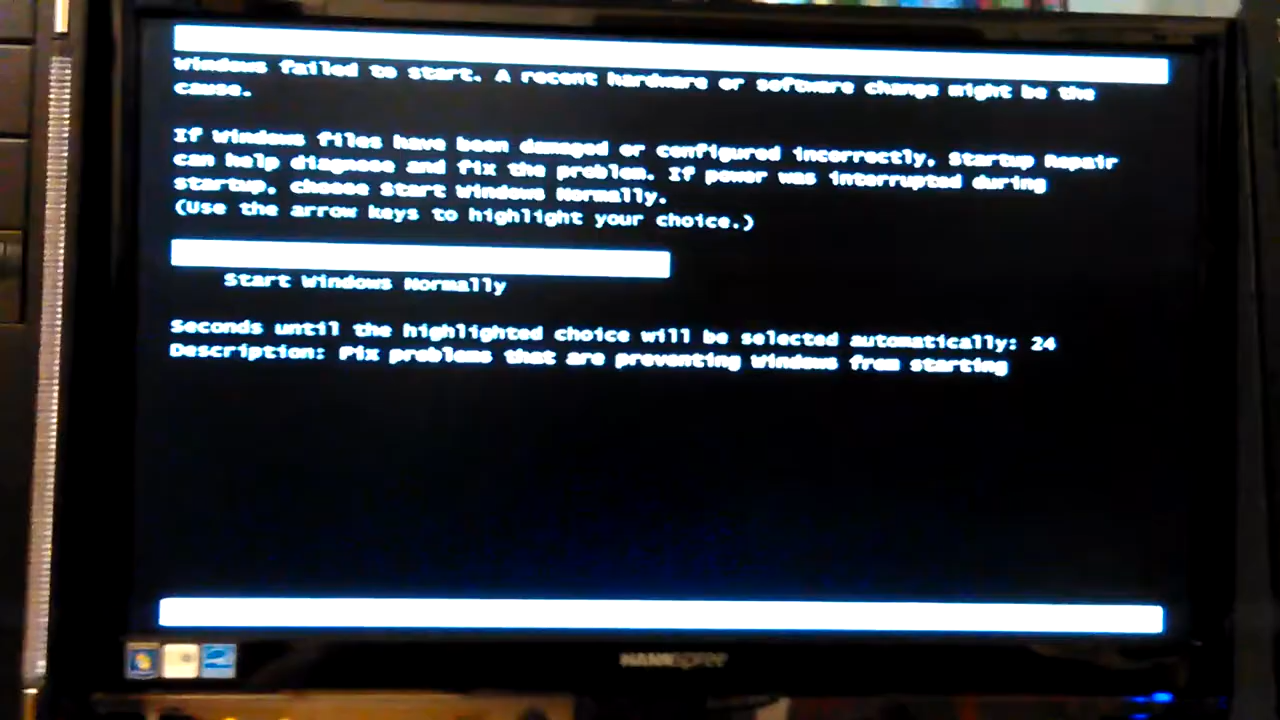 Windows failed to start. A recent hardware or software change might be the
cause.
If Windows files have been damaged or configured incorrectly, Startup Repair
can help diagnose and fix the problem. If power was interrupted during
startup, choose Start Windows Normally.
(Use the arrow keys to highlight your choice.)
Start Windows Normally
Seconds until the highlighted choice will be selected automatically: 24
Description: Fix problems that are preventing Windows from starting
HANNspree